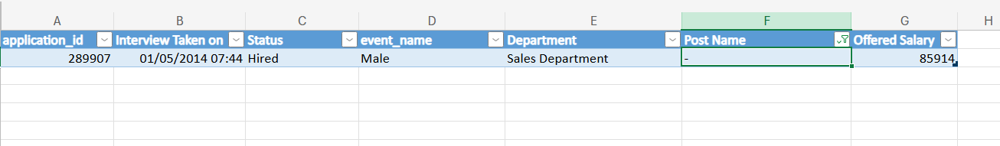 A B C D E F G H
application_id Interview Taken on Status event_name Department Post Name Offered Salary
289907 01/05/2014 07:44 Hired Male Sales Department - 85914